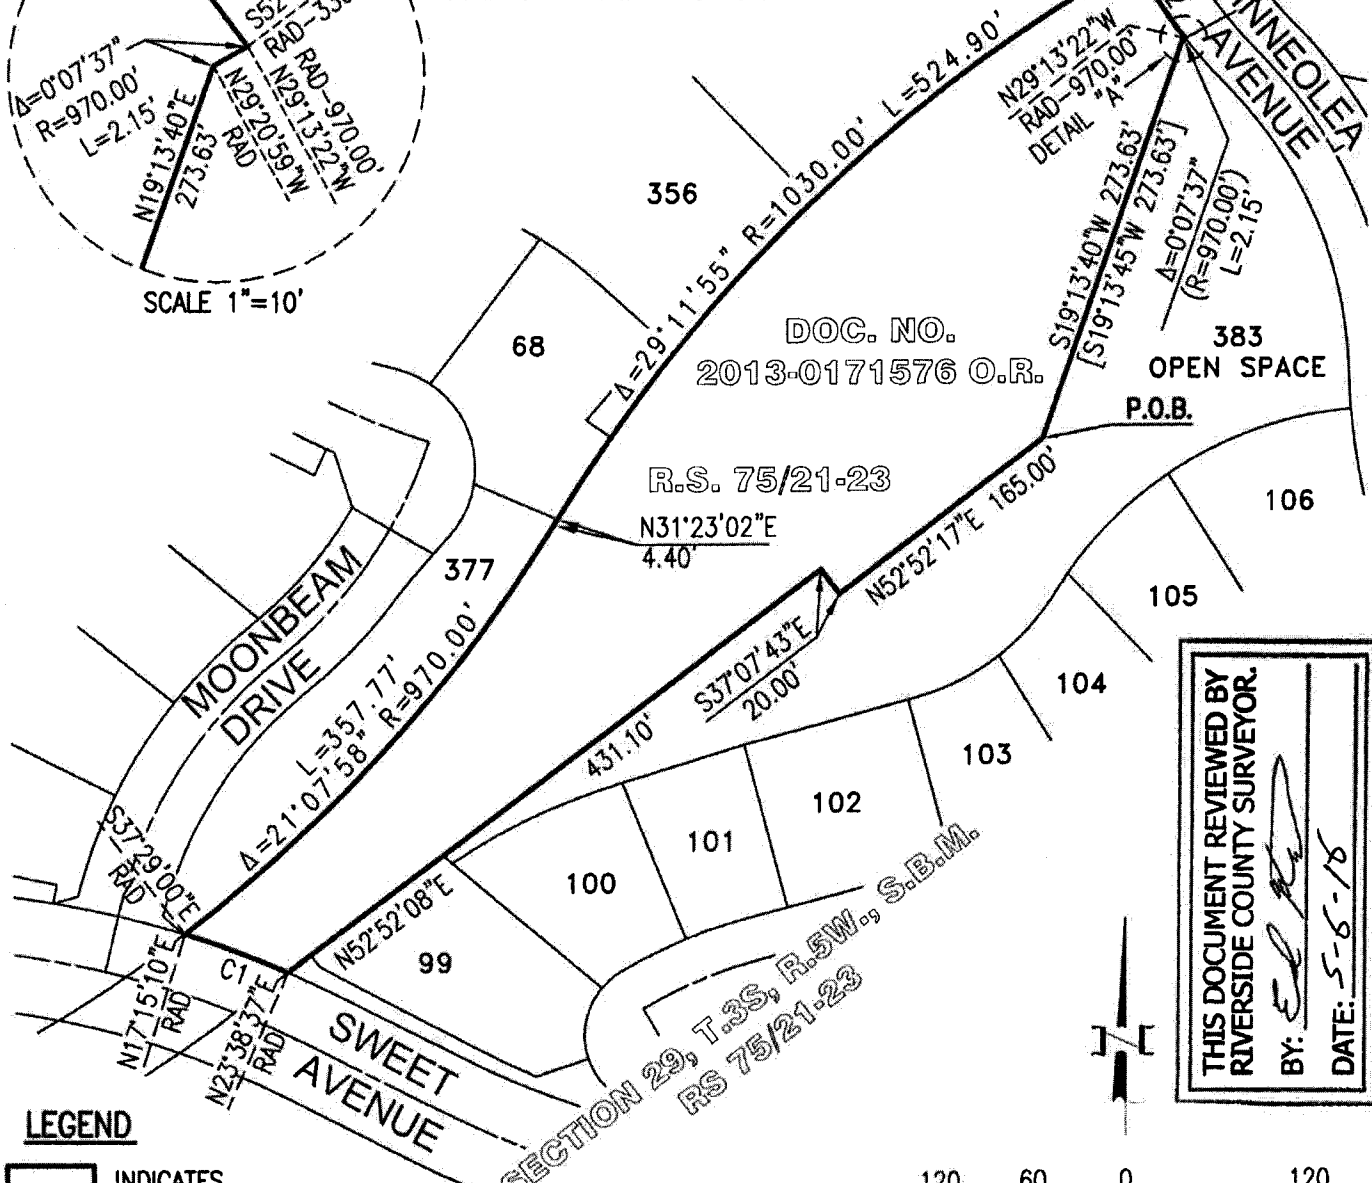 S52
RAD-33
RAD-970.00'
N29°13'22"W
N29°20'59"W
RAD
Δ=0°07'37"
R=970.00'
L=2.15'
N19°13'40"E
273.63'
SCALE 1"=10'
INNEOLEA
AVENUE
N29°13'22"W
RAD-970.00'
DETAIL "A"
Δ=29°11'55" R=1030.00' L=524.90'
356
68
DOC. NO.
2013-0171576 O.R.
S19°13'40"W 273.63'
[S19°13'45"W 273.63']
Δ=0°07'37"
(R=970.00')
L=2.15'
383
OPEN SPACE
P.O.B.
R.S. 75/21-23
N31°23'02"E
4.40'
N52°52'17"E 165.00'
106
105
104
103
102
101
100
99
377
MOONBEAM
DRIVE
L=357.77'
Δ=21°07'58" R=970.00'
S37°07'43"E
20.00'
431.10'
N52°52'08"E
S37°29'00"E
RAD
N17°15'10"E
RAD
C1
N23°38'37"E
RAD
SWEET
AVENUE
SECTION 29, T.3S, R.5W., S.B.M.
RS 75/21-23
THIS DOCUMENT REVIEWED BY
RIVERSIDE COUNTY SURVEYOR.
BY:
DATE: 5-6-15
LEGEND
INDICATES
120 60 0 120